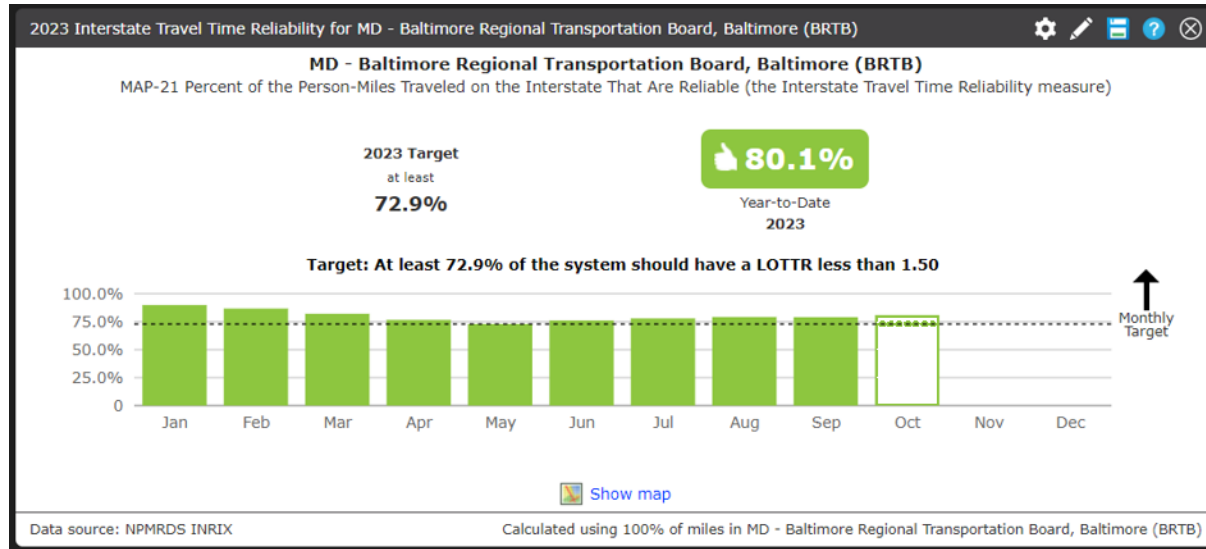 2023 Interstate Travel Time Reliability for MD - Baltimore Regional Transportation Board, Baltimore (BRTB)
MD - Baltimore Regional Transportation Board, Baltimore (BRTB)
MAP-21 Percent of the Person-Miles Traveled on the Interstate That Are Reliable (the Interstate Travel Time Reliability measure)
2023 Target
at least
72.9%
80.1%
Year-to-Date
2023
Target: At least 72.9% of the system should have a LOTTR less than 1.50
100.0%
75.0%
50.0%
25.0%
0
Monthly
Target
Jan Feb Mar Apr May Jun Jul Aug Sep Oct Nov Dec
Show map
Data source: NPMRDS INRIX
Calculated using 100% of miles in MD - Baltimore Regional Transportation Board, Baltimore (BRTB)